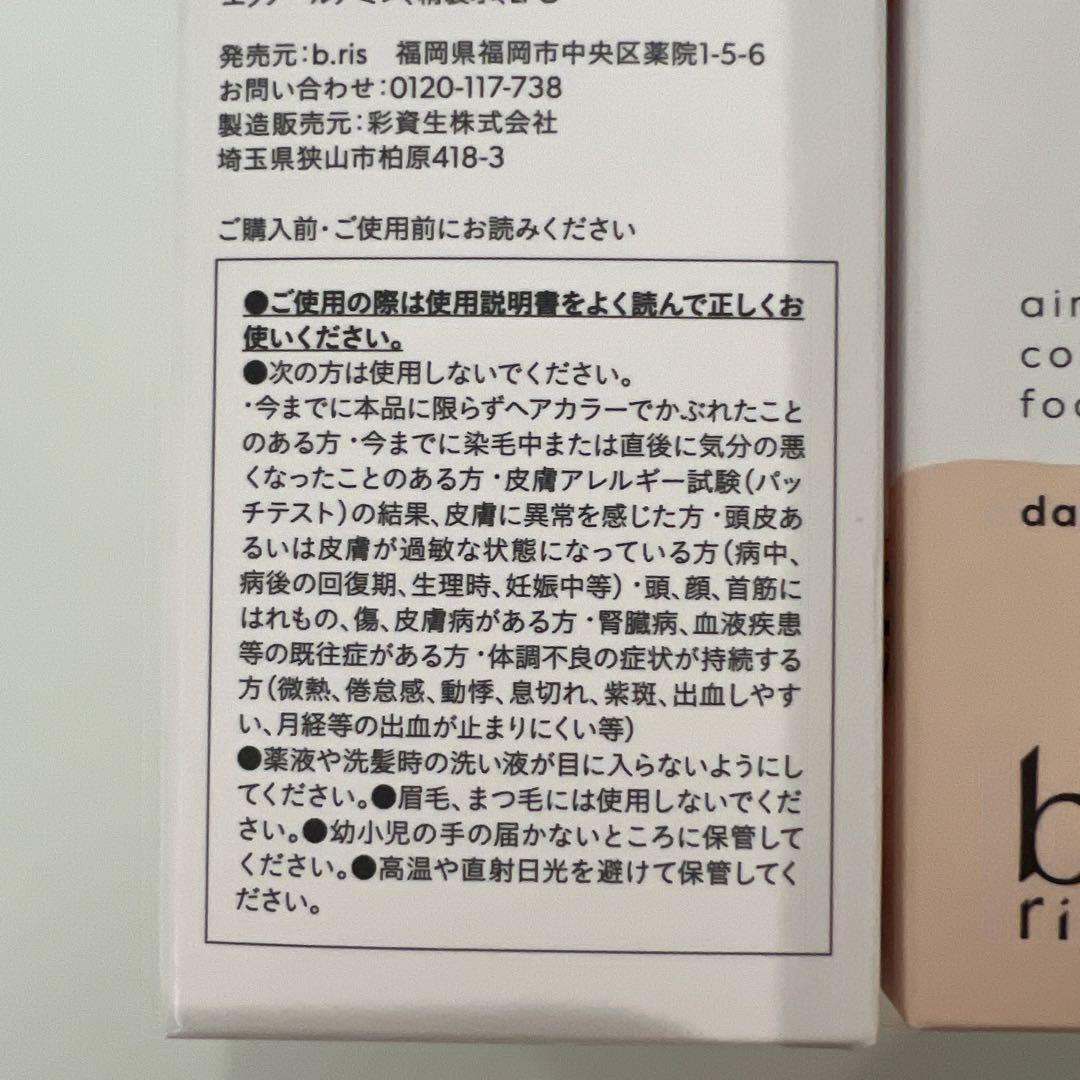 発売元:b.ris 福岡県福岡市中央区薬院1-5-6
お問い合わせ:0120-117-738
製造販売元:彩資生株式会社
埼玉県狭山市柏原418-3
ご購入前・ご使用前にお読みください
●ご使用の際は使用説明書をよく読んで正しくお
使いください。
●次の方は使用しないでください。
・今までに本品に限らずヘアカラーでかぶれたこと
のある方・今までに染毛中または直後に気分の悪
くなったことのある方・皮膚アレルギー試験(パッ
チテスト)の結果、皮膚に異常を感じた方・頭皮あ
るいは皮膚が過敏な状態になっている方(病中、
病後の回復期、生理時、妊娠中等)・頭、顔、首筋に
はれもの、傷、皮膚病がある方・腎臓病、血液疾患
等の既往症がある方・体調不良の症状が持続する
方(微熱、倦怠感、動悸、息切れ、紫斑、出血しやす
い、月経等の出血が止まりにくい等)
●薬液や洗髪時の洗い液が目に入らないようにし
てください。●眉毛、まつ毛には使用しないでくだ
さい。●幼小児の手の届かないところに保管して
ください。●高温や直射日光を避けて保管してく
ださい。
co
da
b
ri